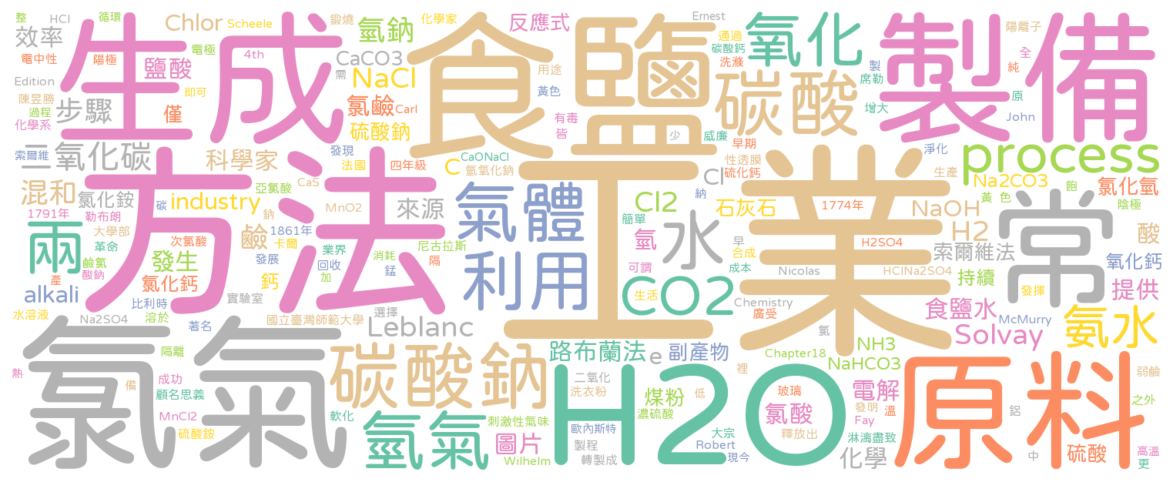 整 HCl 循環 Chlor Scheele 鍛燒 氫鈉 化學家 反應式 Ernest 通過 氧化 陽離子
效率 電極 4th 食鹽 碳酸鈣 全
電中性 陽極 生成 鹽酸 CaCO3 用途 洗滌 純
Edition 需 NaCl 黃色 碳酸 製 席勒 製備
陳昱勝 即可 氯鹼 Carl 有毒 增大 原
過程 步驟 僅 硫酸鈉 皆 少 威廉 早期 John
化學系 發現 法國 四年級 CaONaCl 性透膜 淨化 process
索爾維 二氧化碳 科學家 C 氫氧化鈉 硫化鈣 生產 飽
混和 氯化銨 亞氯酸 CaS Cl Na2CO3 氯化氫
碳 industry MnO2 來源 氣體 Cl2 鈉 石灰石 1774年 黃 色 陰極
1791年 勒布朗 鈉 方法 簡單 NaOH 酸
大學部 次氯酸 鹼 1861年 業界 尼古拉斯 氫 水 早 H2SO4 H2 常
兩 革命 卡爾 消耗 合成 工業 索爾維法
鹼氯 發生 發展 回收 隔 可謂 成本 氧化鈣
產 酸鈉 氯化鈣 鈣 加 錳 利用 Nicolas HClNa2SO4 持續 提供
alkali 比利時 實驗室 CO2 生活 Chemistry 發揮
水溶液 Na2SO4 溶於 著名 國立臺灣師範大學 選擇 廣受 食鹽水 McMurry 氨水
Leblanc 氮 Solvay
隔離 碳酸鈉 路布蘭法 e 副產物 Chapter18 NH3 弱鹼
熱 備 成功 二氧化 裡 NaHCO3
氯氣 顧名思義 洗衣粉 煤粉 低 玻璃 電解 之外
MnCl2 軟化 刺激性氣味 濃硫酸 H2O 氯酸 發明 溫 鋁 原料
硫酸銨 氫氣 圖片 歐內斯特 大宗 釋放出 Fay 高溫
製程 Robert 淋漓盡致 中 硫酸 更
Wilhelm 轉製成 現今 化學